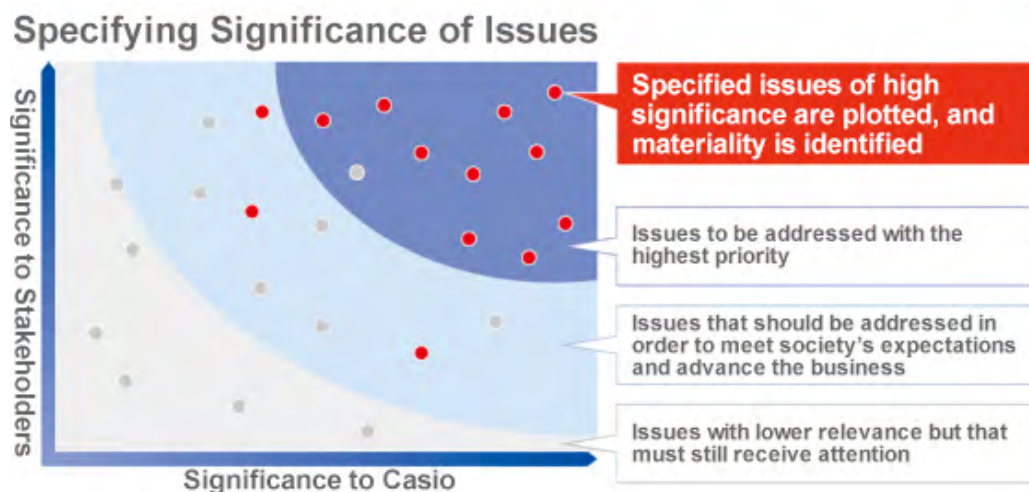 Specifying Significance of Issues
Significance to Stakeholders
Specified issues of high
significance are plotted, and
materiality is identified
Issues to be addressed with the
highest priority
Issues that should be addressed in
order to meet society’s expectations
and advance the business
Issues with lower relevance but that
must still receive attention
Significance to Casio